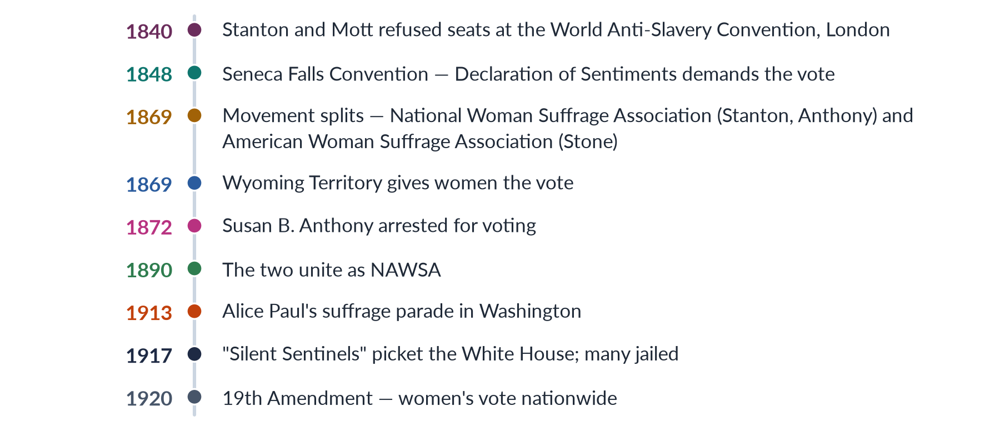 1840 Stanton and Mott refused seats at the World Anti-Slavery Convention, London
1848 Seneca Falls Convention — Declaration of Sentiments demands the vote
1869 Movement splits — National Woman Suffrage Association (Stanton, Anthony) and
American Woman Suffrage Association (Stone)
1869 Wyoming Territory gives women the vote
1872 Susan B. Anthony arrested for voting
1890 The two unite as NAWSA
1913 Alice Paul's suffrage parade in Washington
1917 "Silent Sentinels" picket the White House; many jailed
1920 19th Amendment — women's vote nationwide